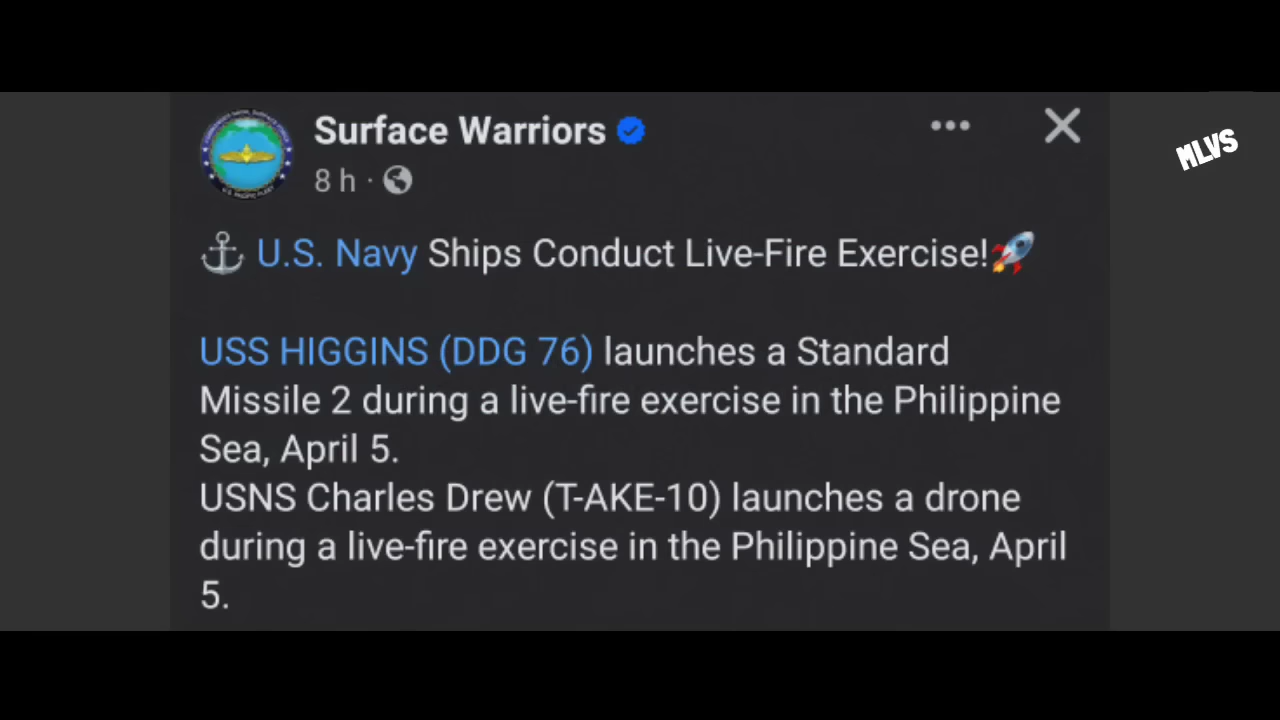 Surface Warriors
8 h ·
MLVS
⚓ U.S. Navy Ships Conduct Live-Fire Exercise!🚀
USS HIGGINS (DDG 76) launches a Standard
Missile 2 during a live-fire exercise in the Philippine
Sea, April 5.
USNS Charles Drew (T-AKE-10) launches a drone
during a live-fire exercise in the Philippine Sea, April
5.